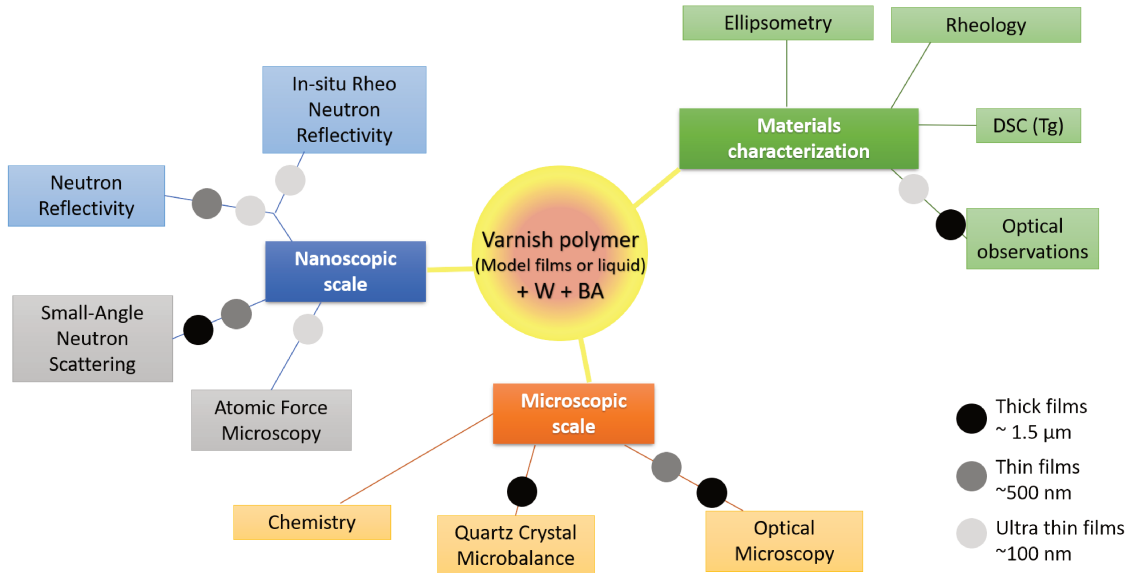 Ellipsometry
Rheology
In-situ Rheo
Neutron
Reflectivity
Materials
characterization
DSC (Tg)
Neutron
Reflectivity
Varnish polymer
(Model films or liquid)
+ W + BA
Optical
observations
Nanoscopic
scale
Small-Angle
Neutron
Scattering
Atomic Force
Microscopy
Microscopic
scale
Chemistry
Quartz Crystal
Microbalance
Optical
Microscopy
Thick films
~ 1.5 µm
Thin films
~500 nm
Ultra thin films
~100 nm